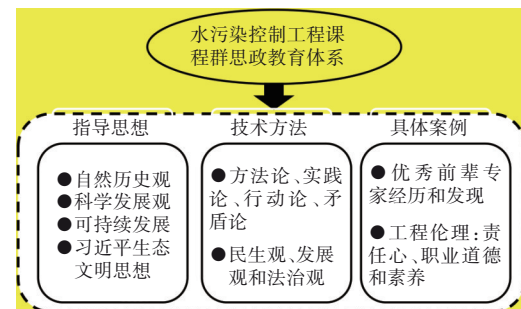 水污染控制工程课
程群思政教育体系
指导思想
●自然历史观
●科学发展观
●可持续发展
●习近平生态
文明思想
技术方法
●方法论、实践
论、行动论、矛
盾论
●民生观、发展
观和法治观
具体案例
●优秀前辈专
家经历和发现
●工程伦理:责
任心、职业道德
和素养